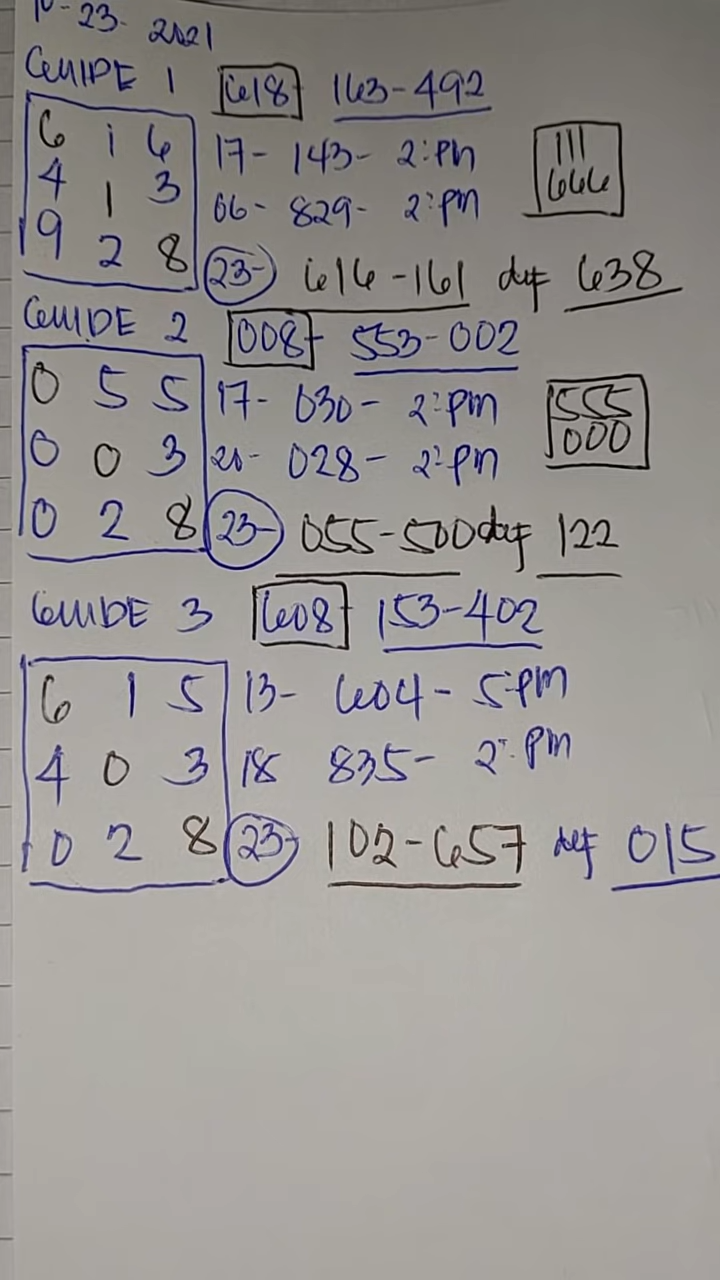 10-23-2021
GUIDE 1 618 163-492
6 1 6 17- 143- 2:PM 111
4 1 3 06- 829- 2:PM 666
9 2 8 23- 616-161 def 638
GUIDE 2 008 553-002
0 5 5 17- 030- 2:PM 555
0 0 3 20- 028- 2:PM 000
0 2 8 23- 055-500 def 122
GUIDE 3 608 153-402
6 1 5 13- 604- 5:PM
4 0 3 18 835- 2:PM
0 2 8 23- 102-657 def 015